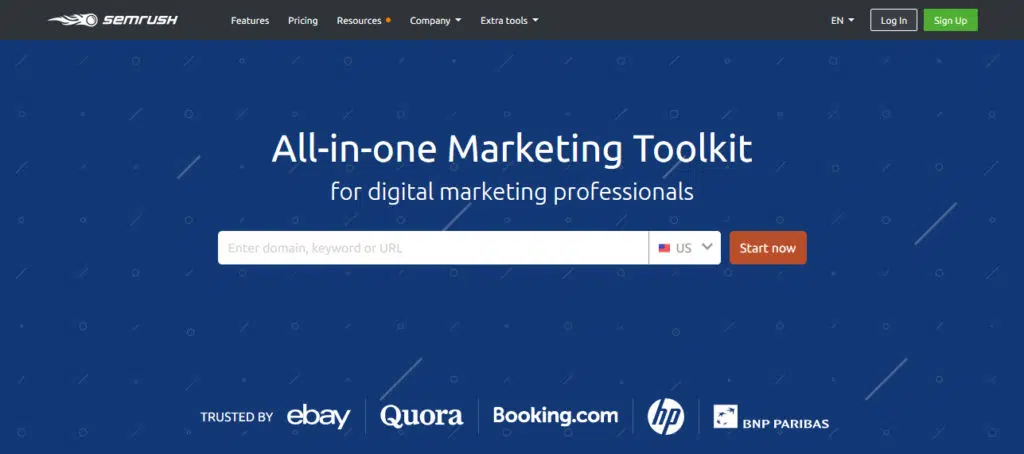 semrush Features Pricing Resources Company Extra tools EN Log In Sign Up
All-in-one Marketing Toolkit
for digital marketing professionals
Enter domain, keyword or URL US Start now
TRUSTED BY ebay Quora Booking.com hp BNP PARIBAS